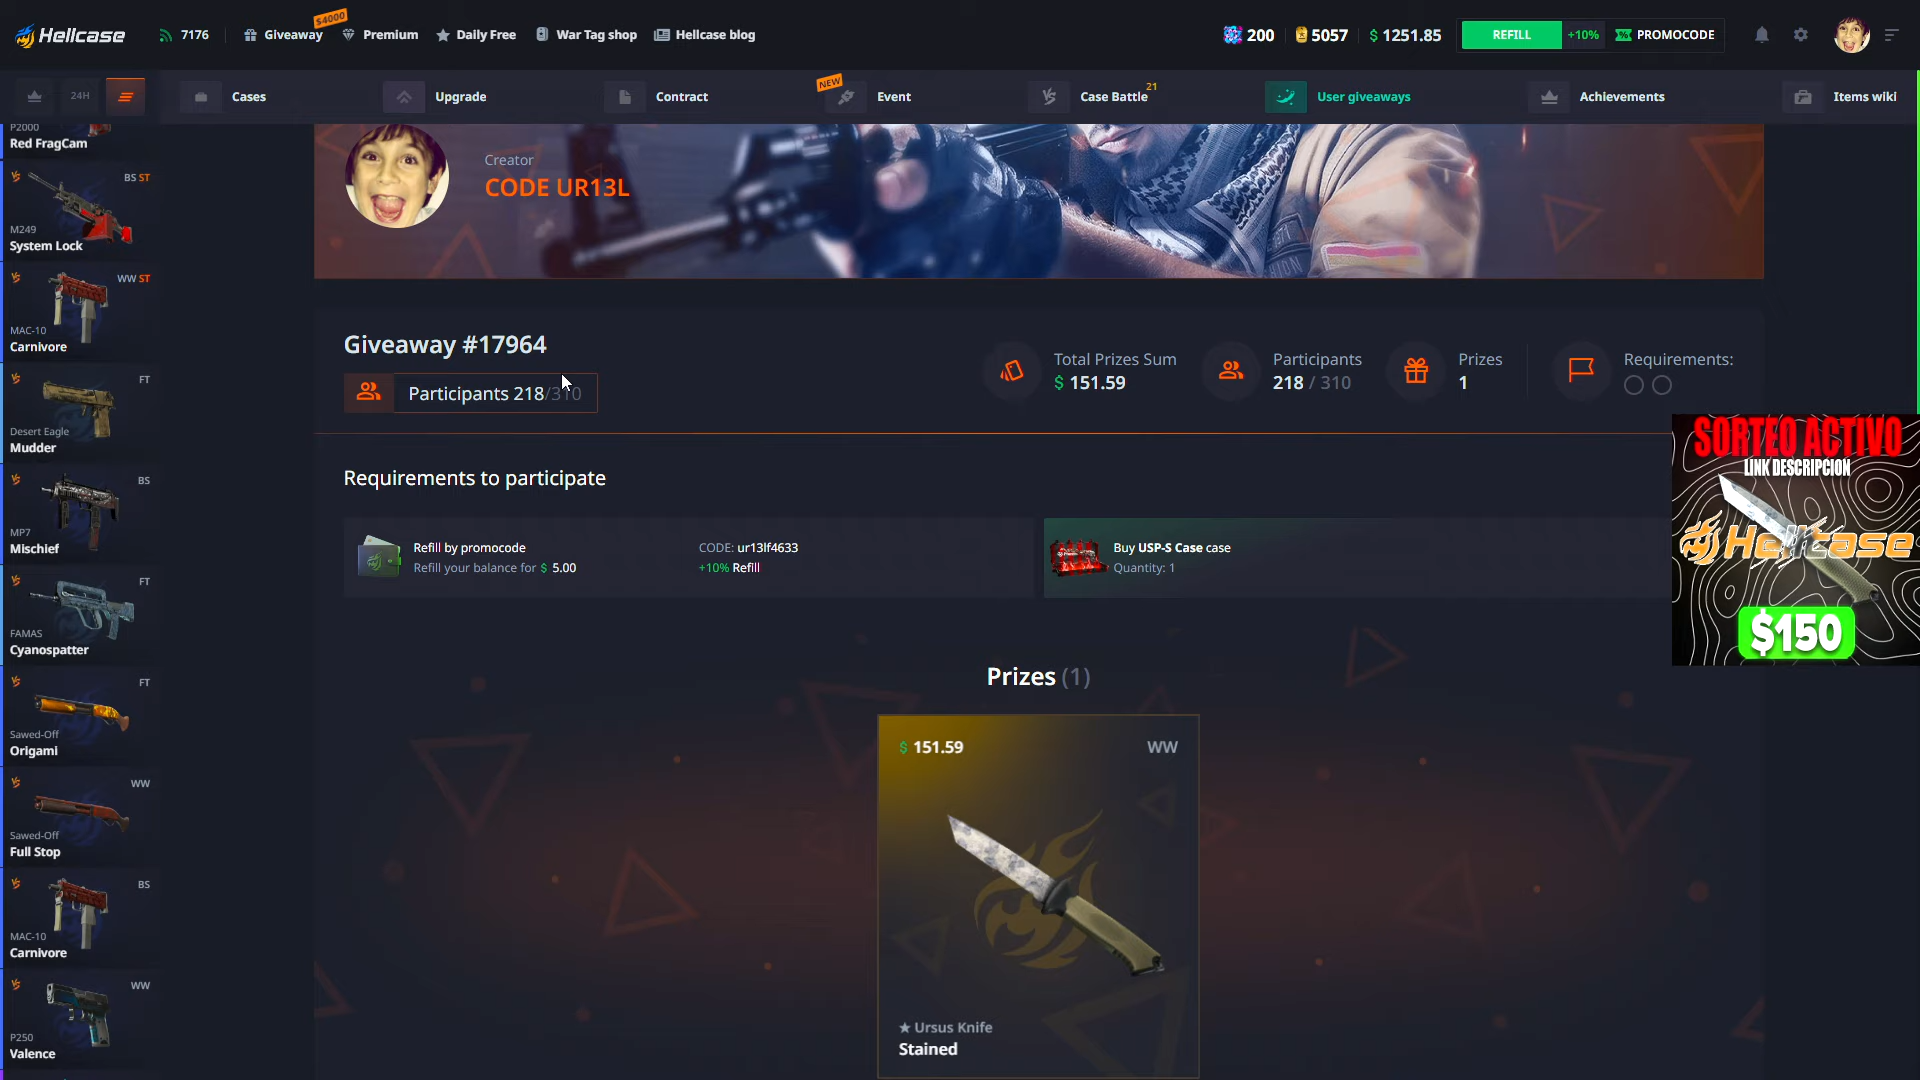 Hellcase
7176
Giveaway
$4000
Premium
Daily Free
War Tag shop
Hellcase blog
200
5057
$ 1251.85
REFILL
+10%
PROMOCODE
24H
Cases
Upgrade
Contract
NEW
Event
Case Battle
21
User giveaways
Achievements
Items wiki
P2000
Red FragCam
BS ST
M249
System Lock
WW ST
MAC-10
Carnivore
FT
Desert Eagle
Mudder
BS
MP7
Mischief
FT
FAMAS
Cyanospatter
FT
Sawed-Off
Origami
WW
Sawed-Off
Full Stop
BS
MAC-10
Carnivore
WW
P250
Valence
Creator
CODE UR13L
Giveaway #17964
Participants 218/310
Total Prizes Sum
$ 151.59
Participants
218 / 310
Prizes
1
Requirements:
Requirements to participate
Refill by promocode
Refill your balance for $ 5.00
CODE: ur13lf4633
+10% Refill
Buy USP-S Case case
Quantity: 1
SORTEO ACTIVO
LINK DESCRIPCION
Hellcase
$150
Prizes (1)
$ 151.59
WW
★ Ursus Knife
Stained